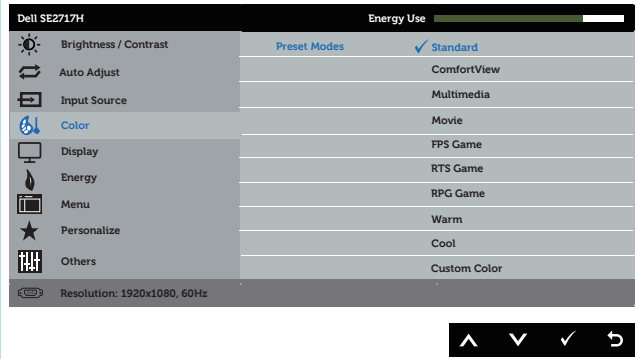 Dell SE2717H Energy Use
Brightness / Contrast Preset Modes Standard
Auto Adjust ComfortView
Input Source Multimedia
Color Movie
Display FPS Game
Energy RTS Game
Menu RPG Game
Personalize Warm
Cool
Others Custom Color
Resolution: 1920x1080, 60Hz